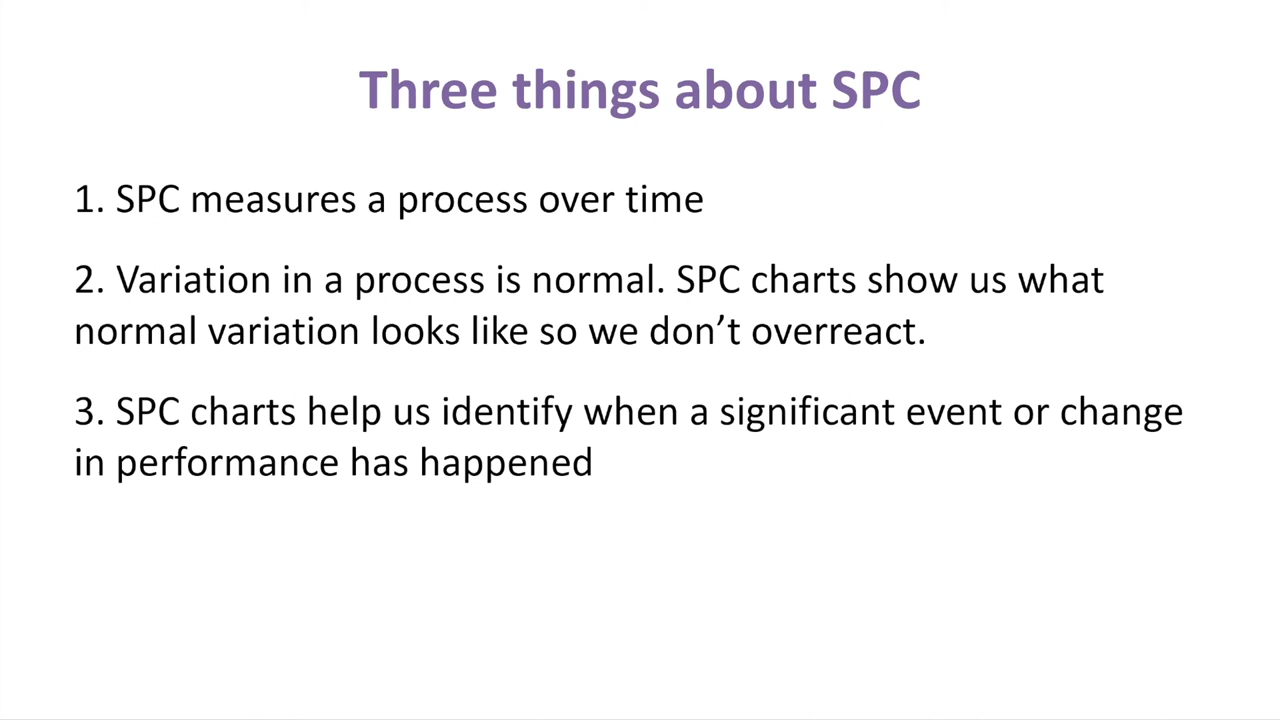 Three things about SPC
1. SPC measures a process over time
2. Variation in a process is normal. SPC charts show us what
normal variation looks like so we don’t overreact.
3. SPC charts help us identify when a significant event or change
in performance has happened